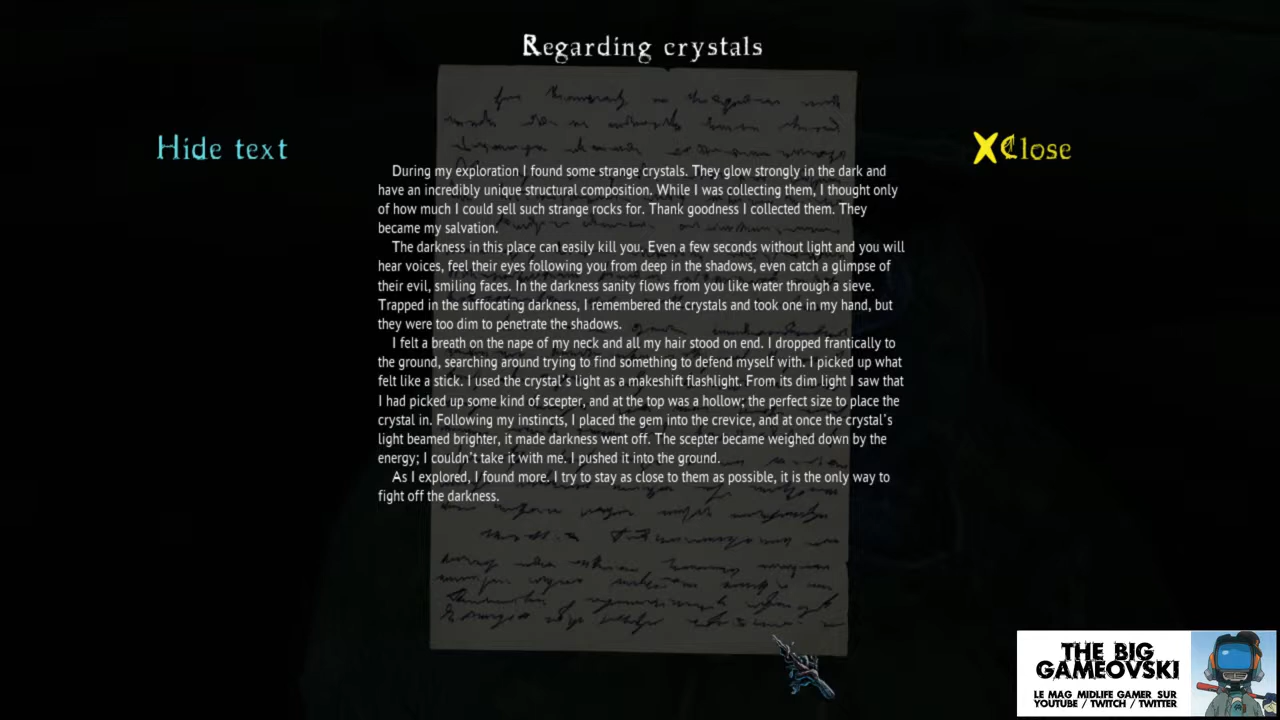 Regarding crystals
Hide text
XClose
During my exploration I found some strange crystals. They glow strongly in the dark and
have an incredibly unique structural composition. While I was collecting them, I thought only
of how much I could sell such strange rocks for. Thank goodness I collected them. They
became my salvation.
The darkness in this place can easily kill you. Even a few seconds without light and you will
hear voices, feel their eyes following you from deep in the shadows, even catch a glimpse of
their evil, smiling faces. In the darkness sanity flows from you like water through a sieve.
Trapped in the suffocating darkness, I remembered the crystals and took one in my hand, but
they were too dim to penetrate the shadows.
I felt a breath on the nape of my neck and all my hair stood on end. I dropped frantically to
the ground, searching around trying to find something to defend myself with. I picked up what
felt like a stick. I used the crystal's light as a makeshift flashlight. From its dim light I saw that
I had picked up some kind of scepter, and at the top was a hollow; the perfect size to place the
crystal in. Following my instincts, I placed the gem into the crevice, and at once the crystal's
light beamed brighter, it made darkness went off. The scepter became weighed down by the
energy; I couldn't take it with me. I pushed it into the ground.
As I explored, I found more. I try to stay as close to them as possible, it is the only way to
fight off the darkness.
THE BIG
GAMEOVSKI
LE MAG MIDLIFE GAMER SUR
YOUTUBE / TWITCH / TWITTER